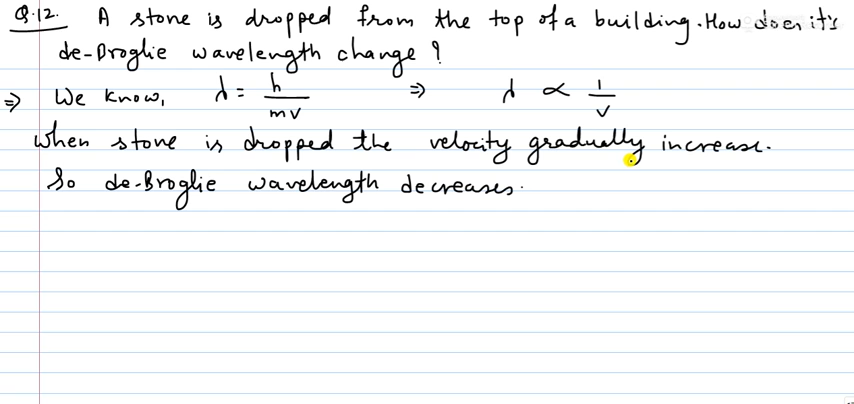 Q.12. A stone is dropped from the top of a building. How does it's
de-Broglie wavelength change?
⇒ We know, λ = h/mv ⇒ λ ∝ 1/v
When stone is dropped the velocity gradually increase.
So de-Broglie wavelength decreases.